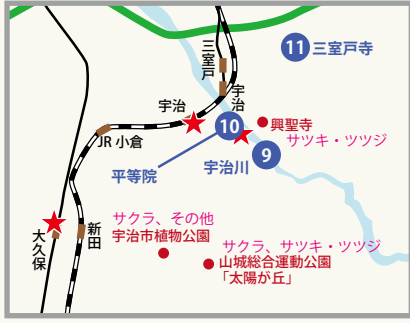 11 三室戸寺
三室戸
宇治
宇治
10
興聖寺
サツキ・ツツジ
JR 小倉
平等院
宇治川
9
サクラ、その他
宇治市植物公園
新田
大久保
サクラ、サツキ・ツツジ
山城総合運動公園
「太陽が丘」